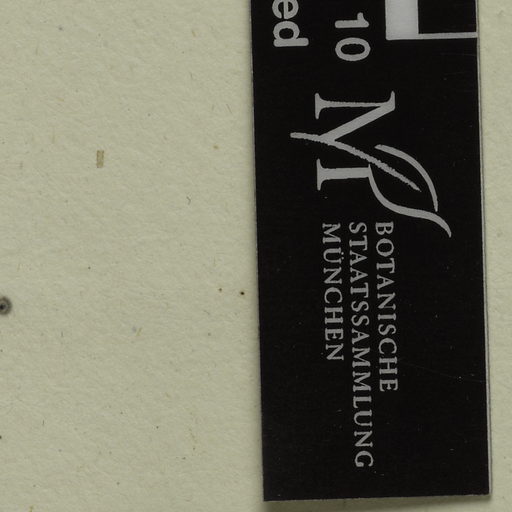 ed
10
M
BOTANISCHE
STAATSSAMMLUNG
MÜNCHEN